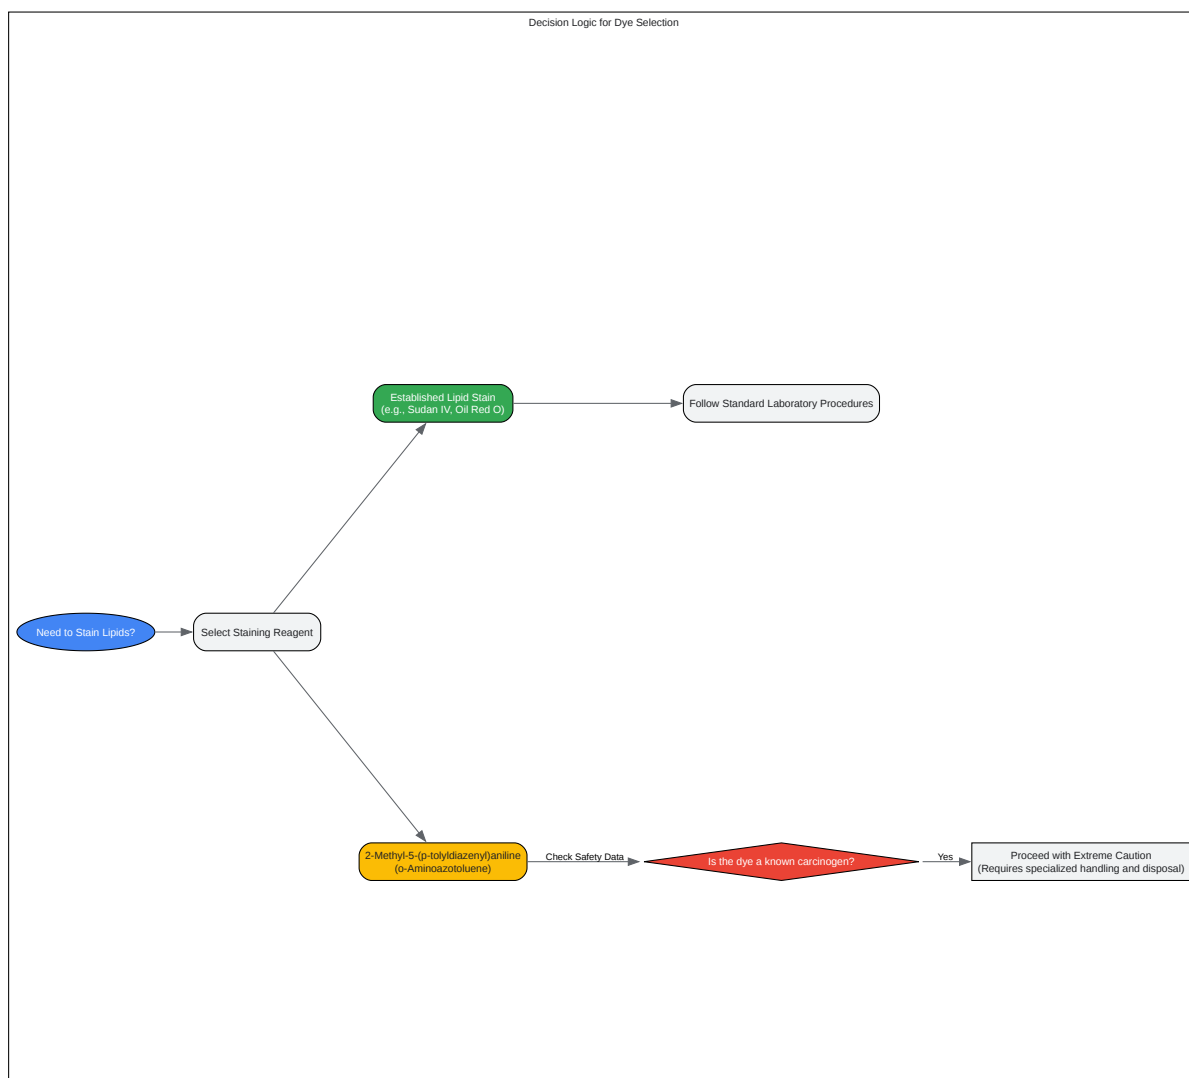 Decision Logic for Dye Selection
Established Lipid Stain
(e.g., Sudan IV, Oil Red O)
Follow Standard Laboratory Procedures
Need to Stain Lipids?
Select Staining Reagent
2-Methyl-5-(p-tolyldiazenyl)aniline
(o-Aminoazotoluene)
Check Safety Data
Is the dye a known carcinogen?
Yes
Proceed with Extreme Caution
(Requires specialized handling and disposal)